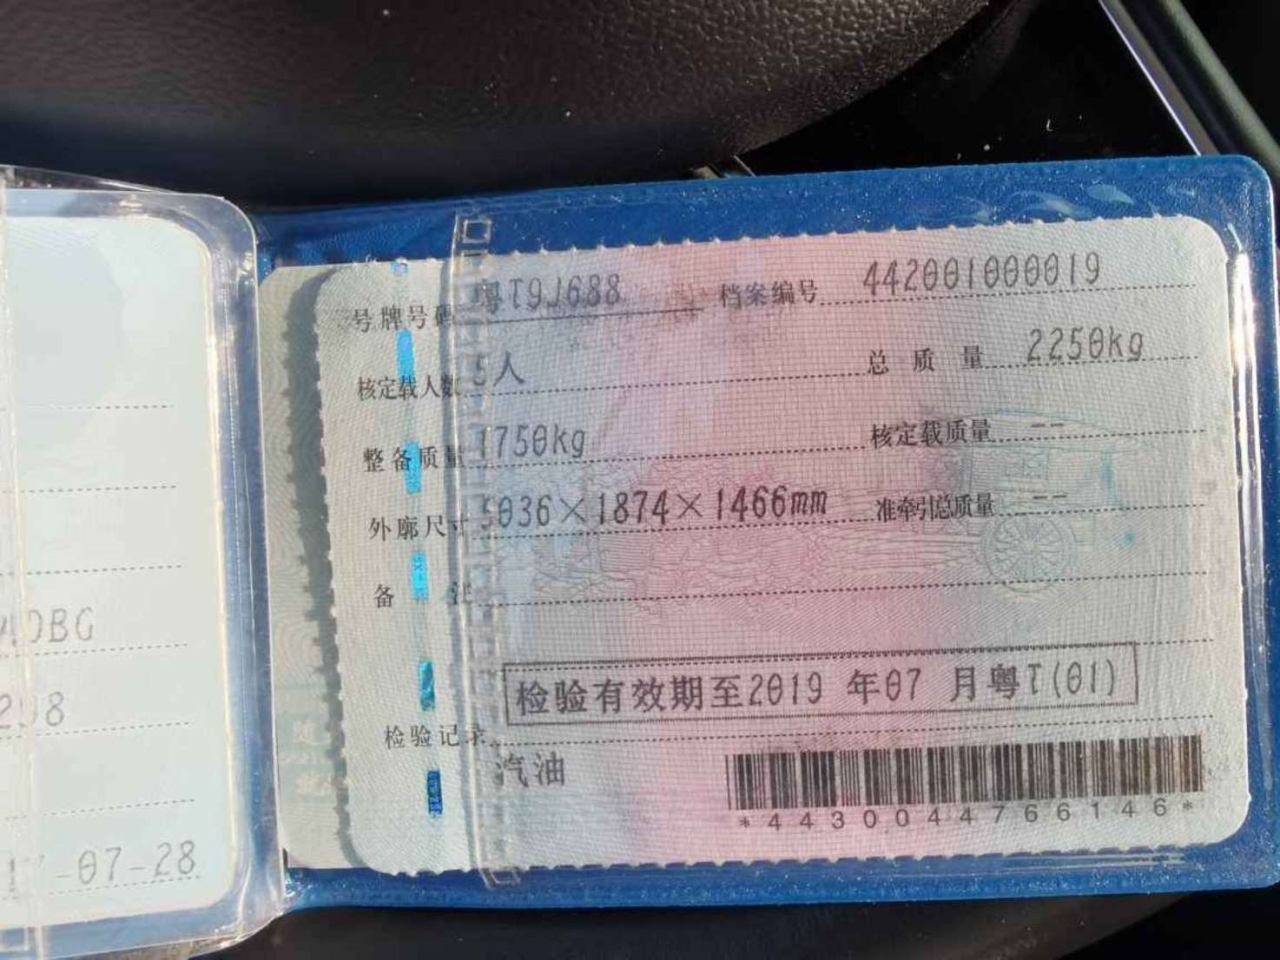 号牌号码 粤T9J688 档案编号 442001000019
核定载人数 5人 总质量 2250kg
整备质量 1750kg 核定载质量 --
外廓尺寸 5036×1874×1466mm 准牵引总质量 --
备注
检验有效期至2019年07月粤T(01)
检验记录
汽油
*4430044766146*
DBG
-07-28